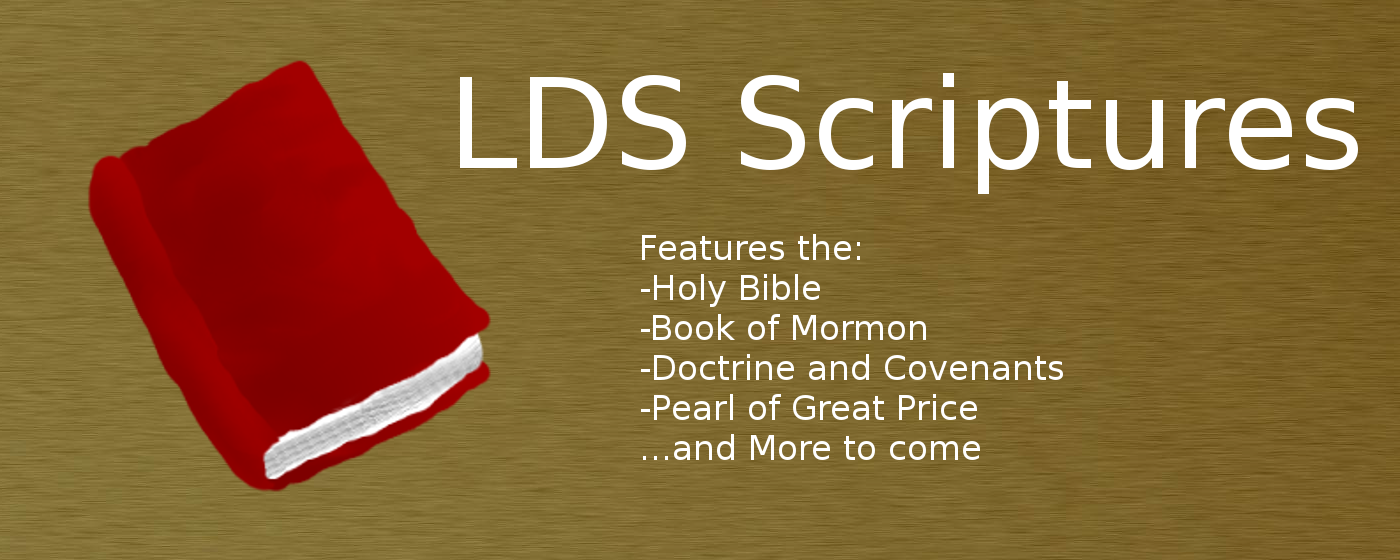 LDS Scriptures
Features the:
-Holy Bible
-Book of Mormon
-Doctrine and Covenants
-Pearl of Great Price
...and More to come